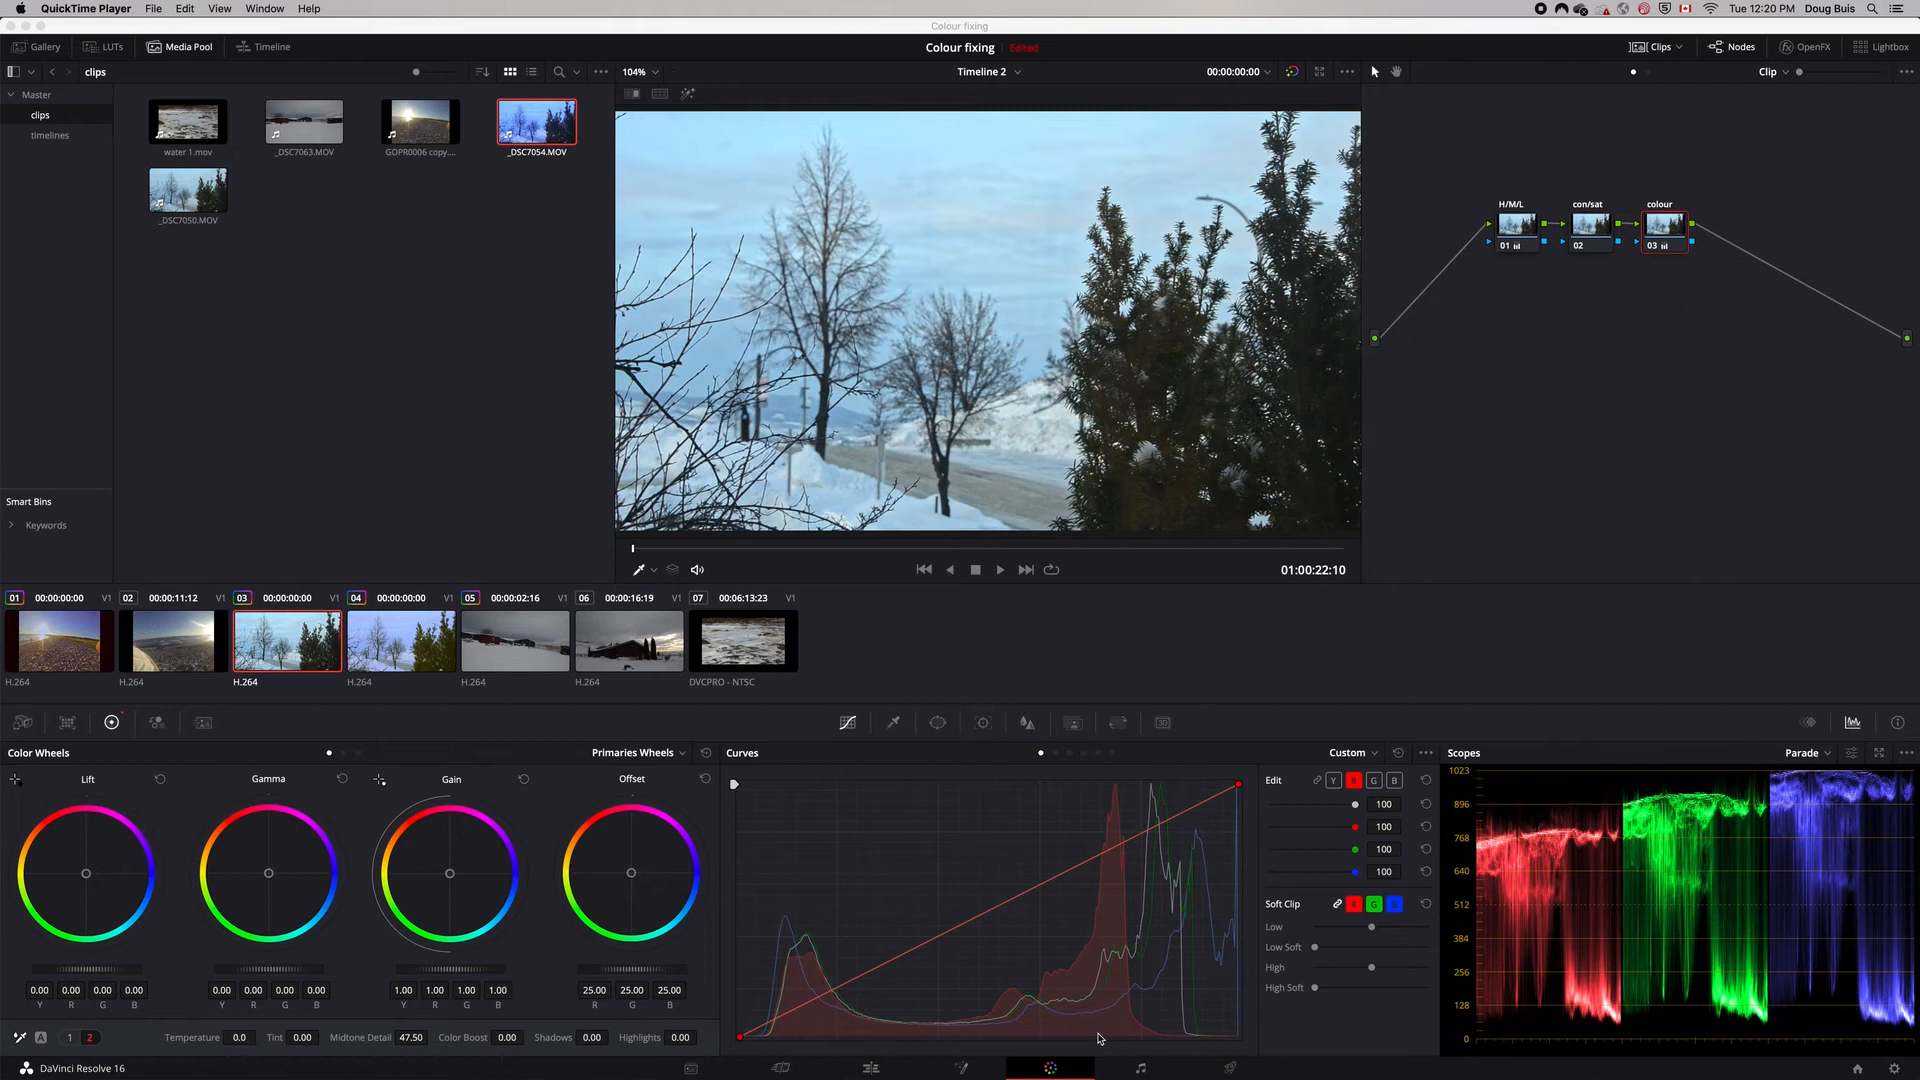 QuickTime Player File Edit View Window Help
Tue 12:20 PM Doug Buis
Colour fixing
Gallery LUTs Media Pool Timeline
Colour fixing Edited
Clips Nodes OpenFX Lightbox
clips
104%
Timeline 2
00:00:00:00
Clip
Master
clips
timelines
water 1.mov
_DSC7063.MOV
GOPR0006 copy....
_DSC7054.MOV
_DSC7050.MOV
H/M/L
con/sat
colour
01
02
03
Smart Bins
Keywords
01:00:22:10
01 00:00:00:00 V1
02 00:00:11:12 V1
03 00:00:00:00 V1
04 00:00:00:00 V1
05 00:00:02:16 V1
06 00:00:16:19 V1
07 00:06:13:23 V1
H.264
H.264
H.264
H.264
H.264
H.264
DVCPRO - NTSC
3D
Color Wheels
Primaries Wheels
Curves
Custom
Scopes
Parade
Lift
Gamma
Gain
Offset
0.00 0.00 0.00 0.00
Y R G B
0.00 0.00 0.00 0.00
Y R G B
1.00 1.00 1.00 1.00
Y R G B
25.00 25.00 25.00
R G B
A 1 2 Temperature 0.0 Tint 0.00 Midtone Detail 47.50 Color Boost 0.00 Shadows 0.00 Highlights 0.00
Edit Y R G B
100
100
100
100
Soft Clip R G B
Low
Low Soft
High
High Soft
1023
896
768
640
512
384
256
128
0
DaVinci Resolve 16